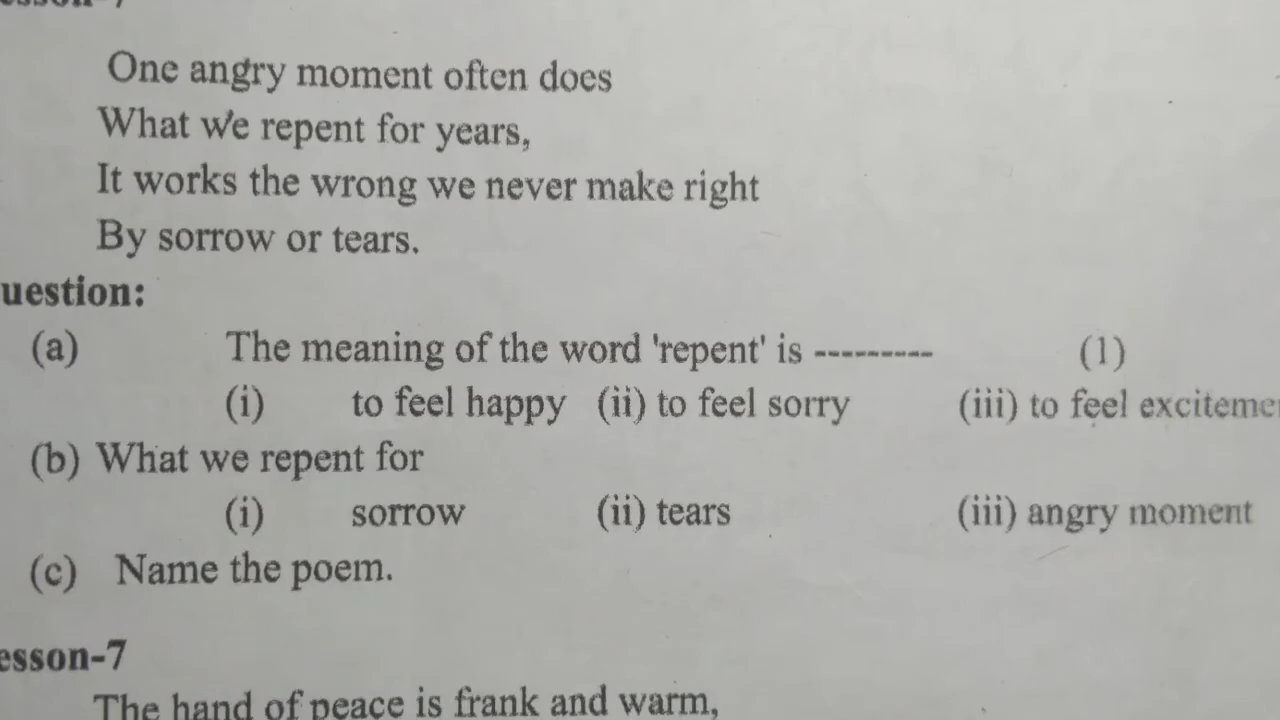 esson-7
One angry moment often does
What we repent for years,
It works the wrong we never make right
By sorrow or tears.
uestion:
(a) The meaning of the word 'repent' is --------- (1)
(i) to feel happy (ii) to feel sorry (iii) to feel excitemen
(b) What we repent for
(i) sorrow (ii) tears (iii) angry moment
(c) Name the poem.
esson-7
The hand of peace is frank and warm,